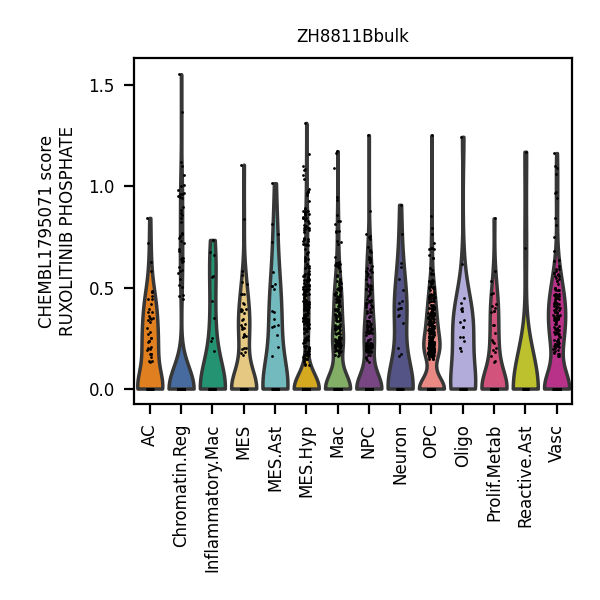 ZH8811Bbulk
CHEMBL1795071 score
RUXOLITINIB PHOSPHATE
1.5
1.0
0.5
0.0
AC
Chromatin.Reg
Inflammatory.Mac
MES
MES.Ast
MES.Hyp
Mac
NPC
Neuron
OPC
Oligo
Prolif.Metab
Reactive.Ast
Vasc